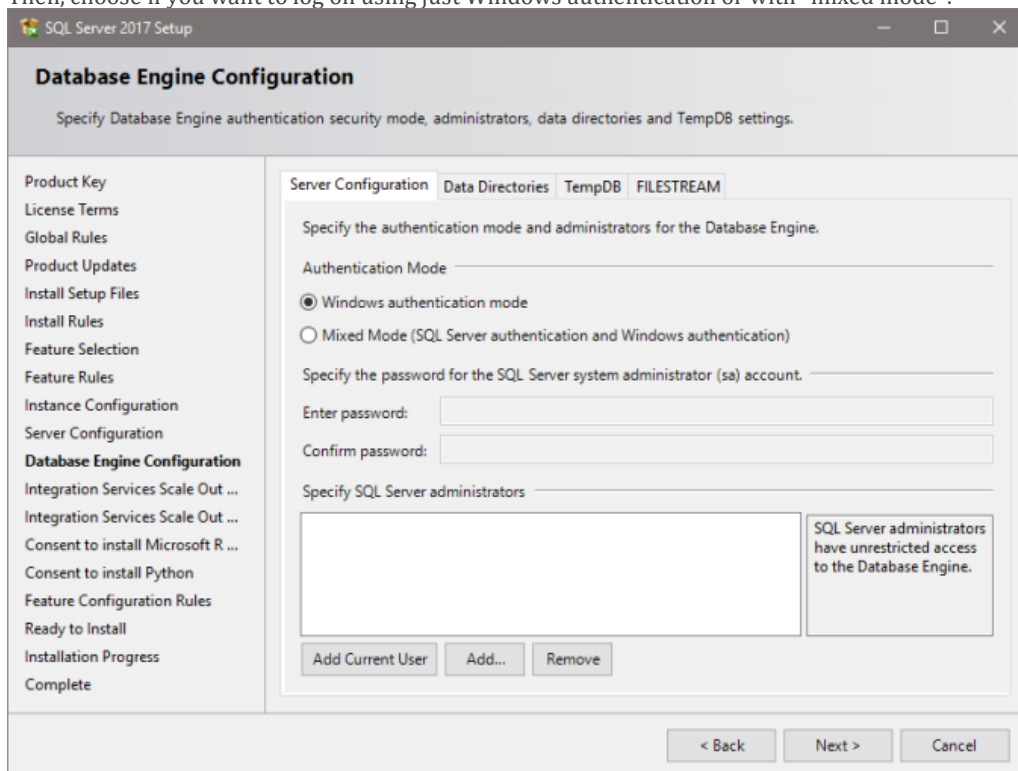 Then, choose if you want to log on using just Windows authentication or with "mixed mode".
SQL Server 2017 Setup
Database Engine Configuration
Specify Database Engine authentication security mode, administrators, data directories and TempDB settings.
Product Key
License Terms
Global Rules
Product Updates
Install Setup Files
Install Rules
Feature Selection
Feature Rules
Instance Configuration
Server Configuration
Database Engine Configuration
Integration Services Scale Out ...
Integration Services Scale Out ...
Consent to install Microsoft R ...
Consent to install Python
Feature Configuration Rules
Ready to Install
Installation Progress
Complete
Server Configuration Data Directories TempDB FILESTREAM
Specify the authentication mode and administrators for the Database Engine.
Authentication Mode
Windows authentication mode
Mixed Mode (SQL Server authentication and Windows authentication)
Specify the password for the SQL Server system administrator (sa) account.
Enter password:
Confirm password:
Specify SQL Server administrators
SQL Server administrators
have unrestricted access
to the Database Engine.
Add Current User Add... Remove
< Back Next > Cancel